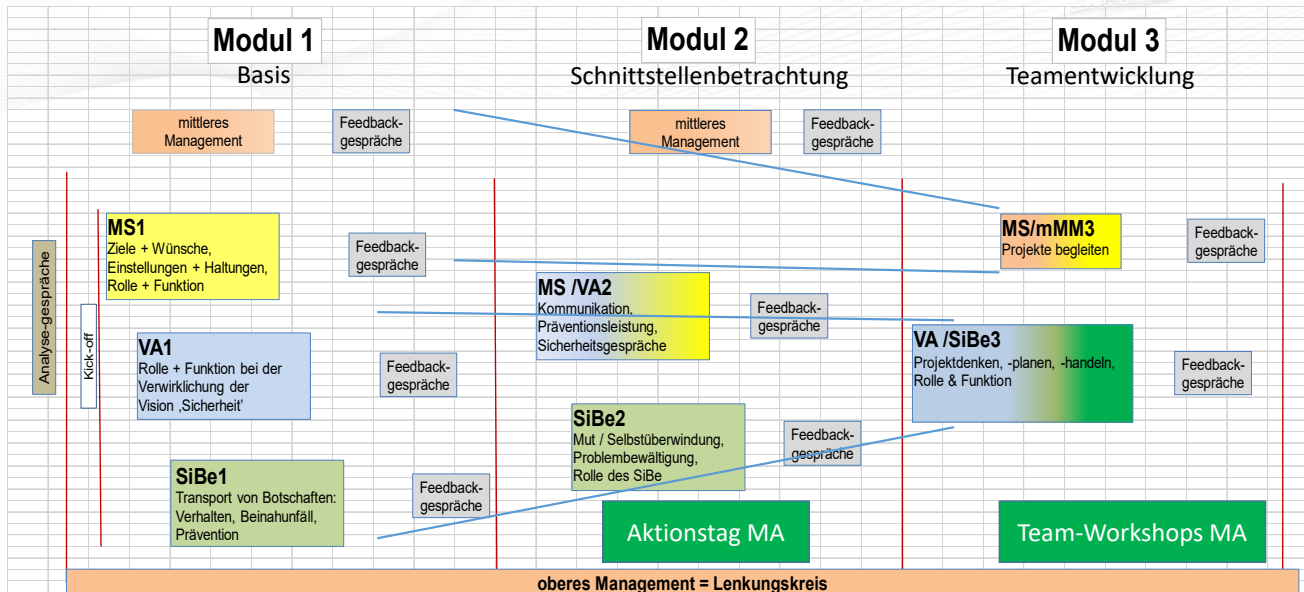 Modul 1
Basis
Modul 2
Schnittstellenbetrachtung
Modul 3
Teamentwicklung
mittleres
Management
Feedback-
gespräche
mittleres
Management
Feedback-
gespräche
Analyse-gespräche
Kick-off
MS1
Ziele + Wünsche,
Einstellungen + Haltungen,
Rolle + Funktion
Feedback-
gespräche
VA1
Rolle + Funktion bei der
Verwirklichung der
Vision ‚Sicherheit’
Feedback-
gespräche
SiBe1
Transport von Botschaften:
Verhalten, Beinahunfäll,
Prävention
Feedback-
gespräche
MS /VA2
Kommunikation,
Präventionsleistung,
Sicherheitsgespräche
Feedback-
gespräche
SiBe2
Mut / Selbstüberwindung,
Problembewältigung,
Rolle des SiBe
Feedback-
gespräche
Aktionstag MA
MS/mMM3
Projekte begleiten
Feedback-
gespräche
VA /SiBe3
Projektdenken, -planen, -handeln,
Rolle & Funktion
Feedback-
gespräche
Team-Workshops MA
oberes Management = Lenkungskreis